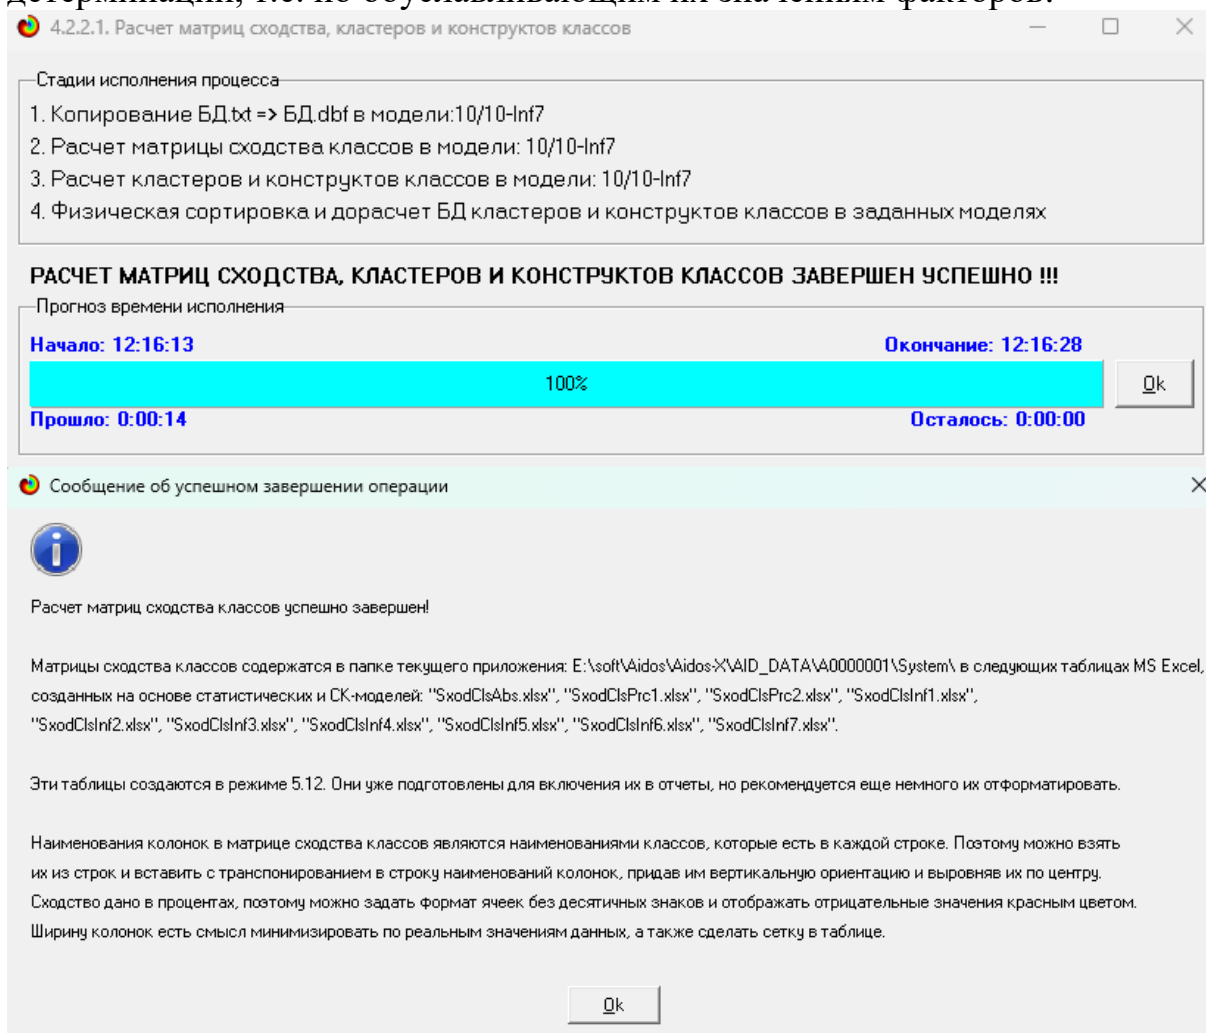 детерминации, т.е. по обуславливающим их значениям факторов.
4.2.2.1. Расчет матриц сходства, кластеров и конструктов классов
Стадии исполнения процесса
1. Копирование БД.txt => БД.dbf в модели:10/10-Inf7
2. Расчет матрицы сходства классов в модели: 10/10-Inf7
3. Расчет кластеров и конструктов классов в модели: 10/10-Inf7
4. Физическая сортировка и дорасчет БД кластеров и конструктов классов в заданных моделях
РАСЧЕТ МАТРИЦ СХОДСТВА, КЛАСТЕРОВ И КОНСТРУКТОВ КЛАССОВ ЗАВЕРШЕН УСПЕШНО !!!
Прогноз времени исполнения
Начало: 12:16:13 Окончание: 12:16:28
100% Ok
Прошло: 0:00:14 Осталось: 0:00:00
Сообщение об успешном завершении операции
Расчет матриц сходства классов успешно завершен!
Матрицы сходства классов содержатся в папке текущего приложения: E:\soft\Aidos\Aidos-X\AID_DATA\A0000001\System\ в следующих таблицах MS Excel,
созданных на основе статистических и СК-моделей: "SxodClsAbs.xlsx", "SxodClsPrc1.xlsx", "SxodClsPrc2.xlsx", "SxodClsInf1.xlsx",
"SxodClsInf2.xlsx", "SxodClsInf3.xlsx", "SxodClsInf4.xlsx", "SxodClsInf5.xlsx", "SxodClsInf6.xlsx", "SxodClsInf7.xlsx".
Эти таблицы создаются в режиме 5.12. Они уже подготовлены для включения их в отчеты, но рекомендуется еще немного их отформатировать.
Наименования колонок в матрице сходства классов являются наименованиями классов, которые есть в каждой строке. Поэтому можно взять
их из строк и вставить с транспонированием в строку наименований колонок, придав им вертикальную ориентацию и выровняв их по центру.
Сходство дано в процентах, поэтому можно задать формат ячеек без десятичных знаков и отображать отрицательные значения красным цветом.
Ширину колонок есть смысл минимизировать по реальным значениям данных, а также сделать сетку в таблице.
Ok